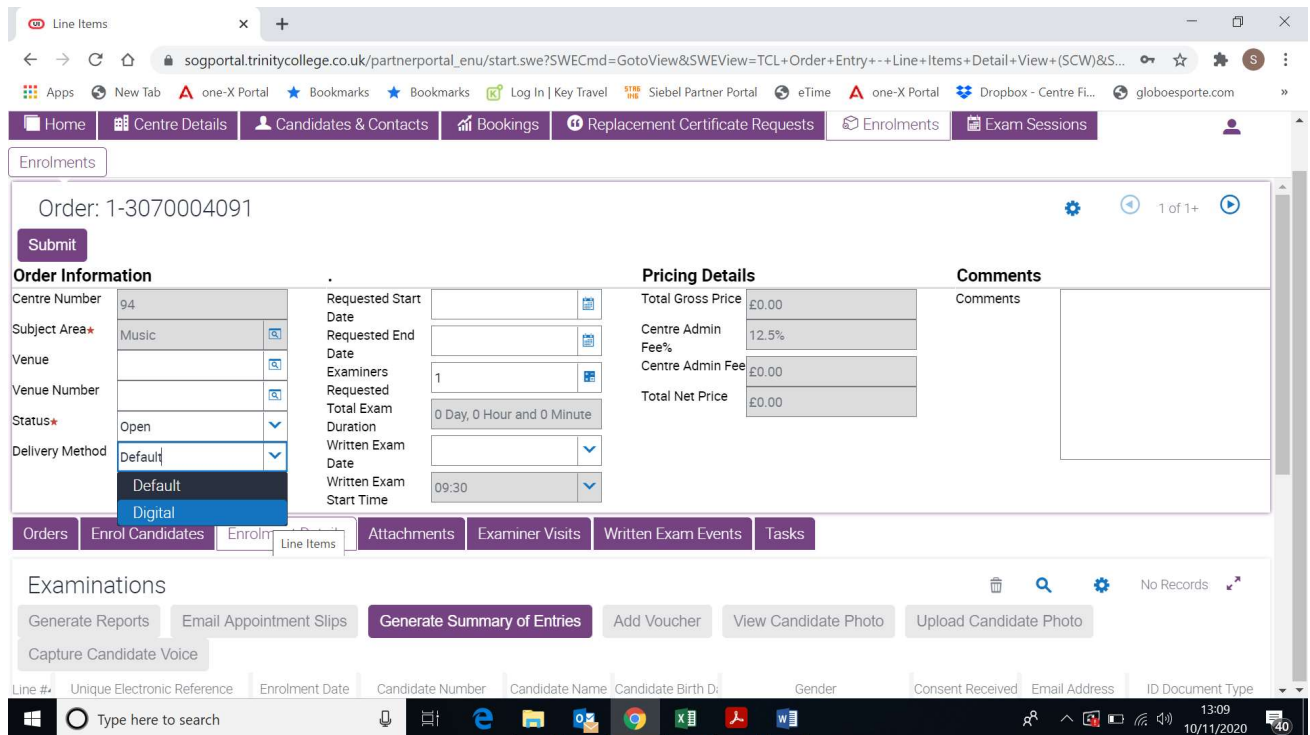 Line Items
sogportal.trinitycollege.co.uk/partnerportal_enu/start.swe?SWECmd=GotoView&SWEView=TCL+Order+Entry+-+Line+Items+Detail+View+(SCW)&S... S
Apps New Tab one-X Portal Bookmarks Bookmarks Log In | Key Travel Siebel Partner Portal eTime one-X Portal Dropbox - Centre Fi... globoesporte.com »
Home Centre Details Candidates & Contacts Bookings Replacement Certificate Requests Enrolments Exam Sessions
Enrolments
Order: 1-3070004091 1 of 1+
Submit
Order Information . Pricing Details Comments
Centre Number 94
Subject Area★ Music
Venue
Venue Number
Status★ Open
Delivery Method Default
Default
Digital
Requested Start
Date
Requested End
Date
Examiners 1
Requested
Total Exam
Duration 0 Day, 0 Hour and 0 Minute
Written Exam
Date
Written Exam
Start Time 09:30
Total Gross Price £0.00
Centre Admin
Fee% 12.5%
Centre Admin Fee £0.00
Total Net Price £0.00
Comments
Orders Enrol Candidates Attachments Examiner Visits Written Exam Events Tasks
Line Items
Examinations No Records
Generate Reports Email Appointment Slips Generate Summary of Entries Add Voucher View Candidate Photo Upload Candidate Photo
Capture Candidate Voice
Line # Unique Electronic Reference Enrolment Date Candidate Number Candidate Name Candidate Birth Gender Consent Received Email Address ID Document Type
Type here to search 13:09
10/11/2020 40